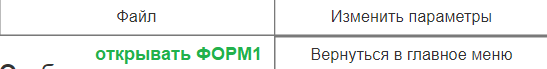 Файл
Изменить параметры
открывать ФОРМ1
Вернуться в главное меню